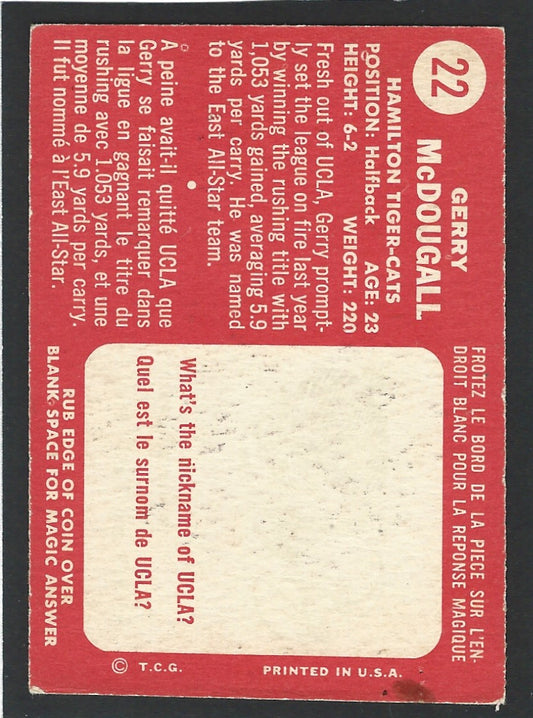 22
GERRY
McDOUGALL
HAMILTON TIGER-CATS
POSITION: Halfback AGE: 23
HEIGHT: 6-2 WEIGHT: 220
Fresh out of UCLA, Gerry prompt-
ly set the league on fire last year
by winning the rushing title with
1,053 yards gained, averaging 5.9
yards per carry. He was named
to the East All-Star team.
A peine avait-il quitté UCLA que
Gerry se faisait remarquer dans
la ligue en gagnant le titre du
rushing avec 1.053 yards, et une
moyenne de 5.9 yards per carry.
Il fut nommé à l'East All-Star.
FROTEZ LE BORD DE LA PIECE SUR L'EN-
DROIT BLANC POUR LA REPONSE MAGIQUE
What's the nickname of UCLA?
Quel est le surnom de UCLA?
RUB EDGE OF COIN OVER
BLANK SPACE FOR MAGIC ANSWER
© T.C.G. PRINTED IN U.S.A.